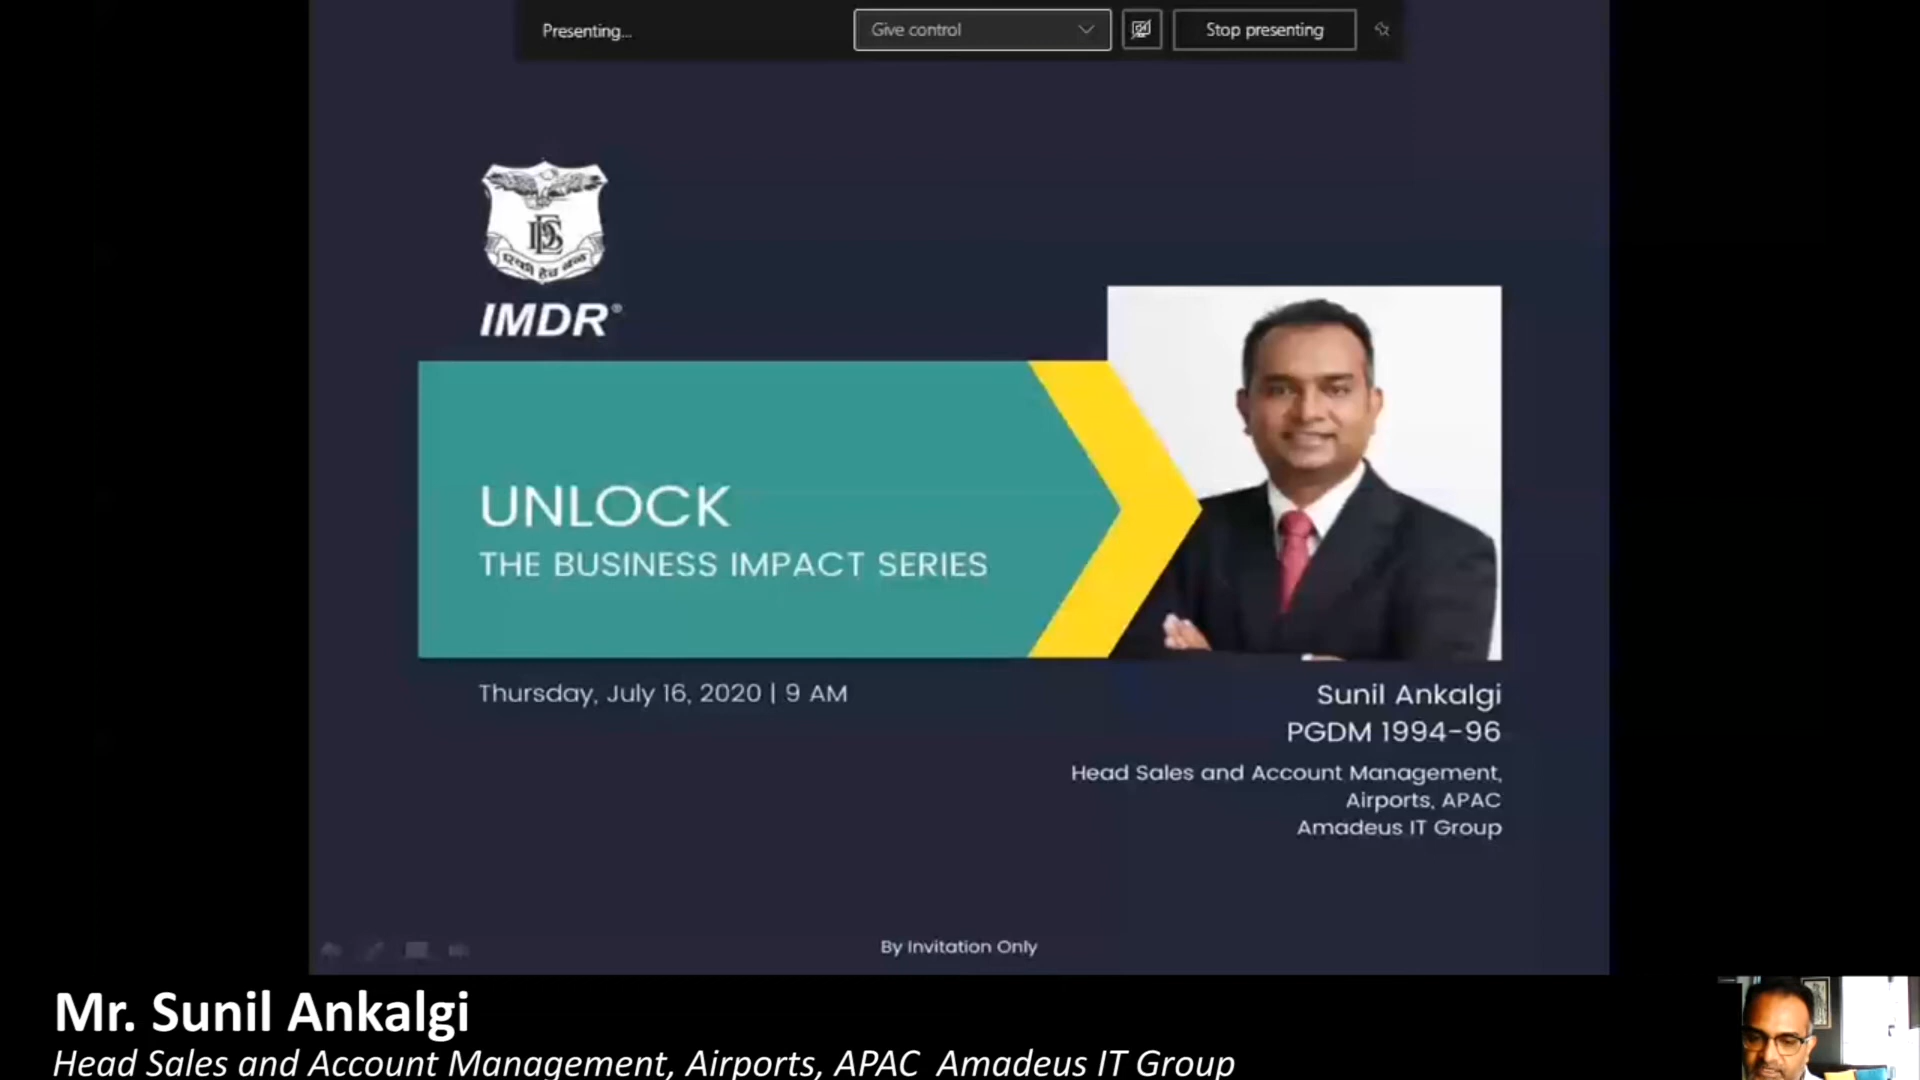 Presenting...
Give control
Stop presenting
DES
IMDR®
UNLOCK
THE BUSINESS IMPACT SERIES
Thursday, July 16, 2020 | 9 AM
Sunil Ankalgi
PGDM 1994-96
Head Sales and Account Management,
Airports, APAC
Amadeus IT Group
By Invitation Only
Mr. Sunil Ankalgi
Head Sales and Account Management, Airports, APAC Amadeus IT Group